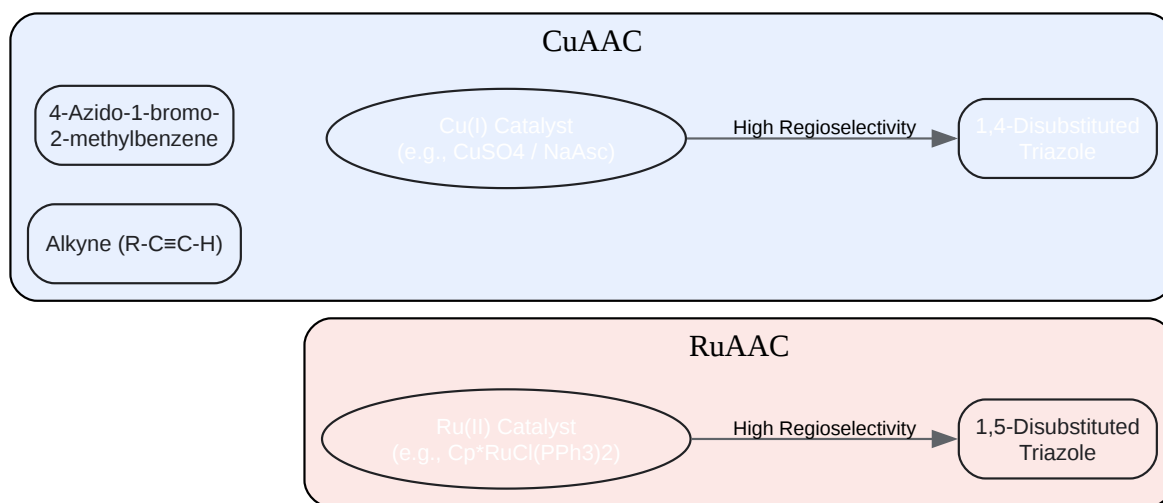 CuAAC
4-Azido-1-bromo-
2-methylbenzene
Cu(I) Catalyst
(e.g., CuSO4 / NaAsc)
High Regioselectivity
1,4-Disubstituted
Triazole
Alkyne (R-C≡C-H)
RuAAC
Ru(II) Catalyst
(e.g., Cp*RuCl(PPh3)2)
High Regioselectivity
1,5-Disubstituted
Triazole